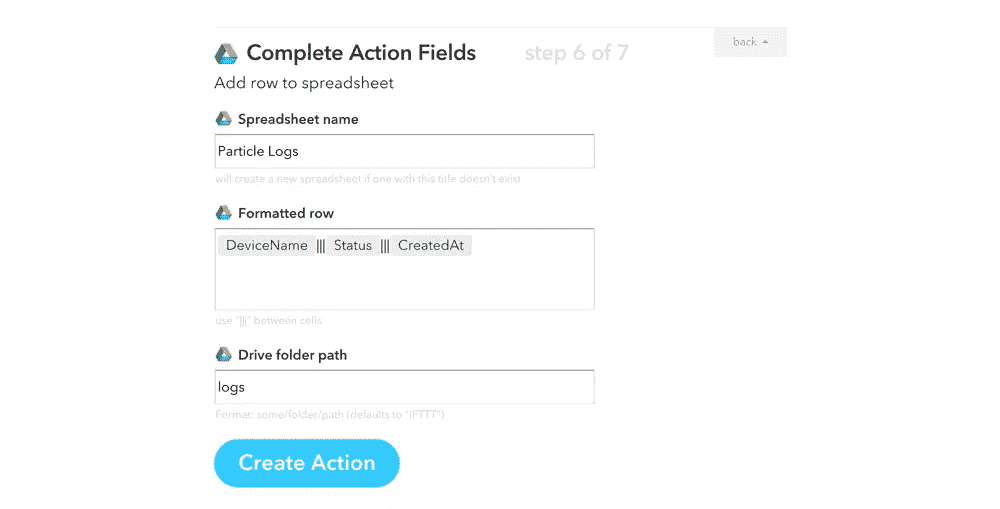 Complete Action Fields step 6 of 7 back
Add row to spreadsheet
Spreadsheet name
Particle Logs
will create a new spreadsheet if one with this title doesn't exist
Formatted row
DeviceName ||| Status ||| CreatedAt
use "|||" between cells
Drive folder path
logs
Format: some/folder/path (defaults to "IFTTT")
Create Action